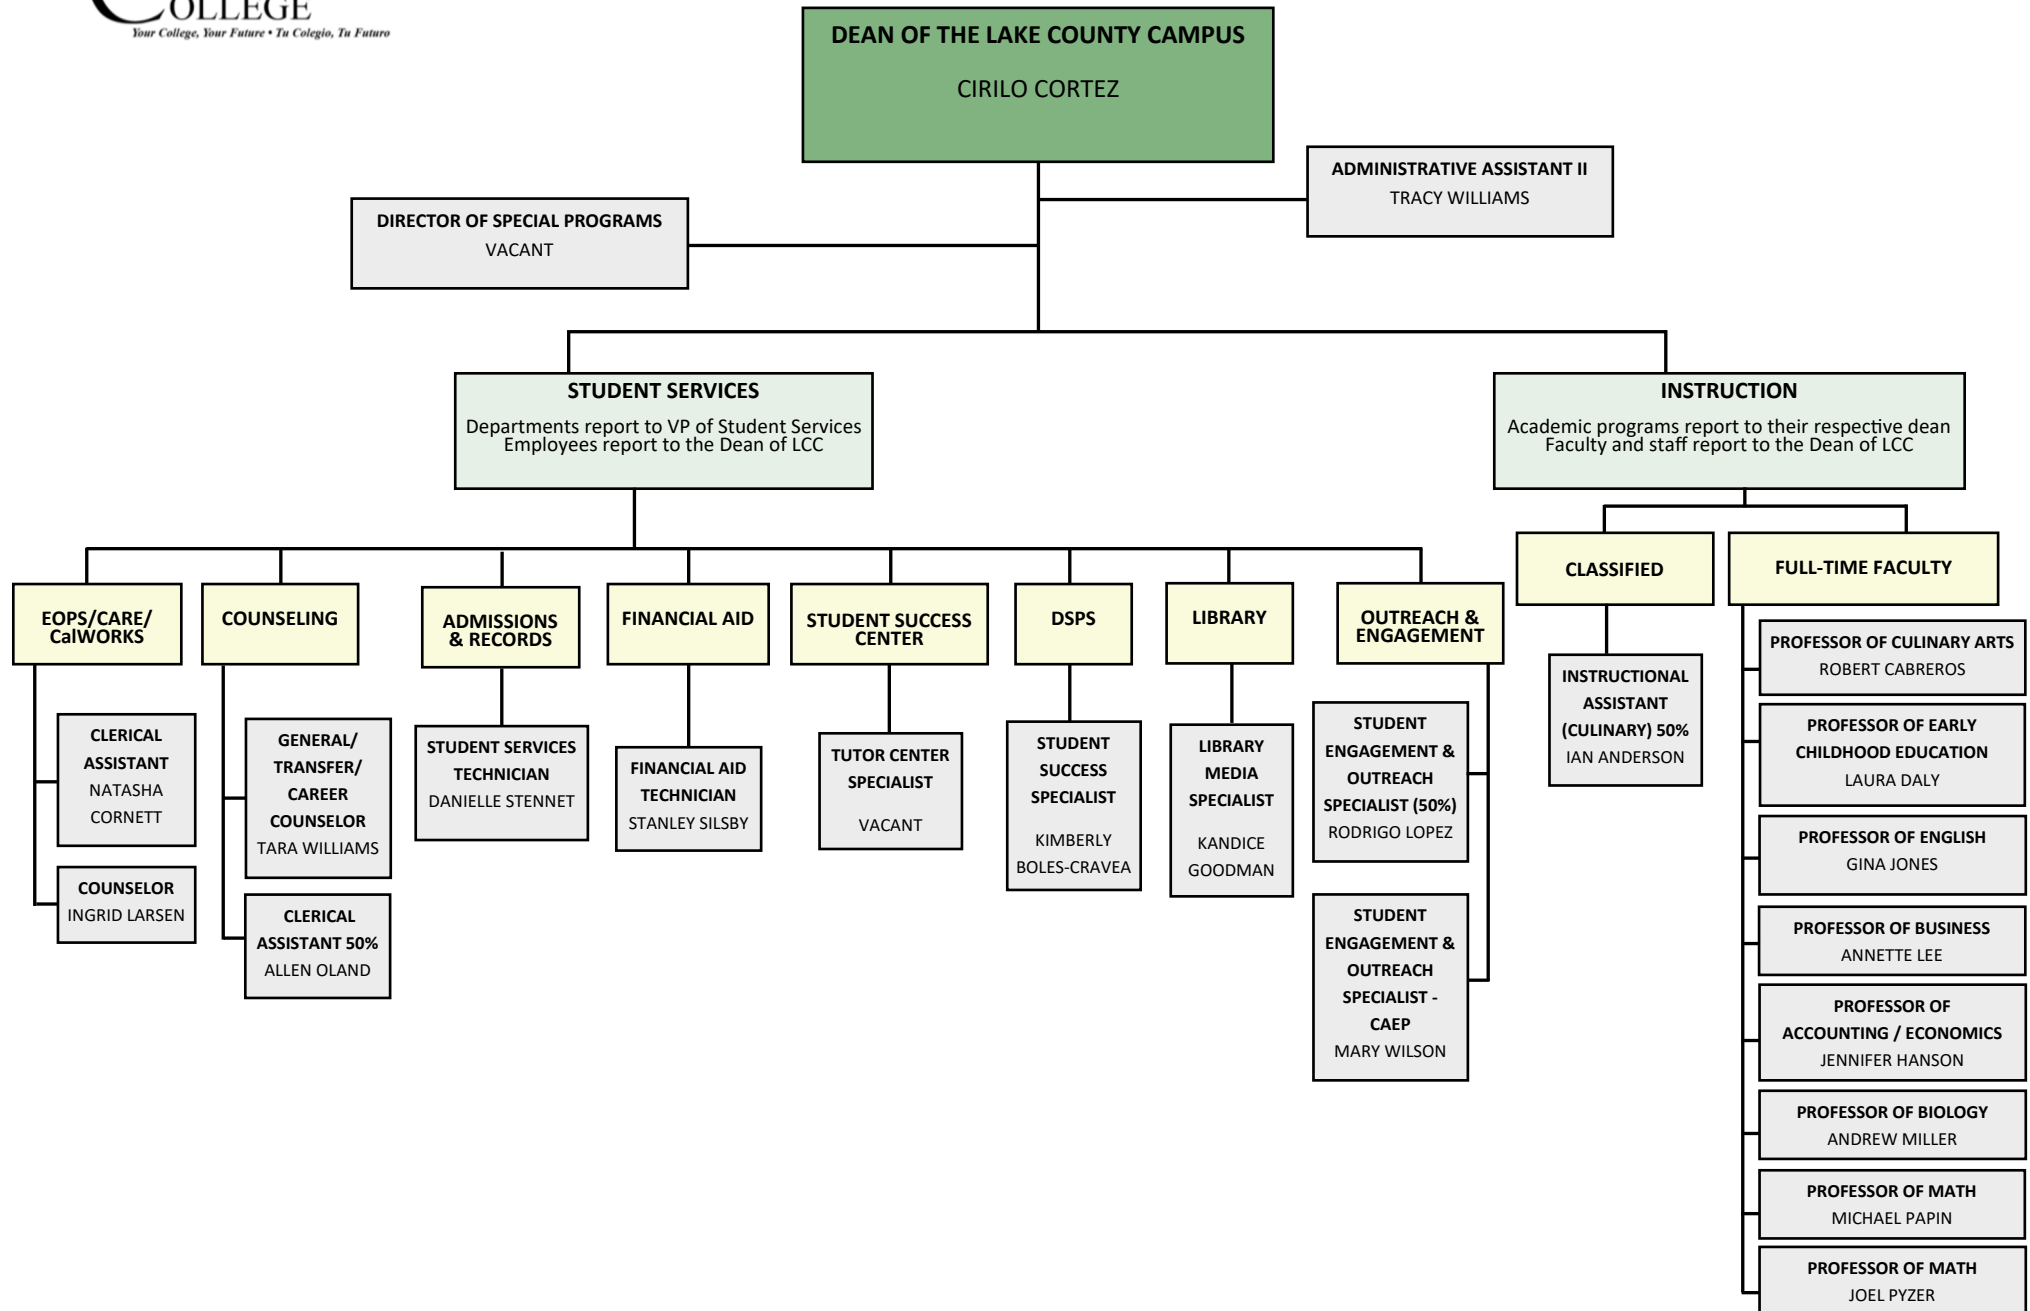 COLLEGE
Your College, Your Future • Tu Colegio, Tu Futuro
DEAN OF THE LAKE COUNTY CAMPUS
CIRILO CORTEZ
ADMINISTRATIVE ASSISTANT II
TRACY WILLIAMS
DIRECTOR OF SPECIAL PROGRAMS
VACANT
STUDENT SERVICES
Departments report to VP of Student Services
Employees report to the Dean of LCC
INSTRUCTION
Academic programs report to their respective dean
Faculty and staff report to the Dean of LCC
EOPS/CARE/
CalWORKS
CLERICAL
ASSISTANT
NATASHA
CORNETT
COUNSELOR
INGRID LARSEN
COUNSELING
GENERAL/
TRANSFER/
CAREER
COUNSELOR
TARA WILLIAMS
CLERICAL
ASSISTANT 50%
ALLEN OLAND
ADMISSIONS
& RECORDS
STUDENT SERVICES
TECHNICIAN
DANIELLE STENNET
FINANCIAL AID
FINANCIAL AID
TECHNICIAN
STANLEY SILSBY
STUDENT SUCCESS
CENTER
TUTOR CENTER
SPECIALIST
VACANT
DSPS
STUDENT
SUCCESS
SPECIALIST
KIMBERLY
BOLES-CRAVEA
LIBRARY
LIBRARY
MEDIA
SPECIALIST
KANDICE
GOODMAN
OUTREACH &
ENGAGEMENT
STUDENT
ENGAGEMENT &
OUTREACH
SPECIALIST (50%)
RODRIGO LOPEZ
STUDENT
ENGAGEMENT &
OUTREACH
SPECIALIST -
CAEP
MARY WILSON
CLASSIFIED
INSTRUCTIONAL
ASSISTANT
(CULINARY) 50%
IAN ANDERSON
FULL-TIME FACULTY
PROFESSOR OF CULINARY ARTS
ROBERT CABREROS
PROFESSOR OF EARLY
CHILDHOOD EDUCATION
LAURA DALY
PROFESSOR OF ENGLISH
GINA JONES
PROFESSOR OF BUSINESS
ANNETTE LEE
PROFESSOR OF
ACCOUNTING / ECONOMICS
JENNIFER HANSON
PROFESSOR OF BIOLOGY
ANDREW MILLER
PROFESSOR OF MATH
MICHAEL PAPIN
PROFESSOR OF MATH
JOEL PYZER